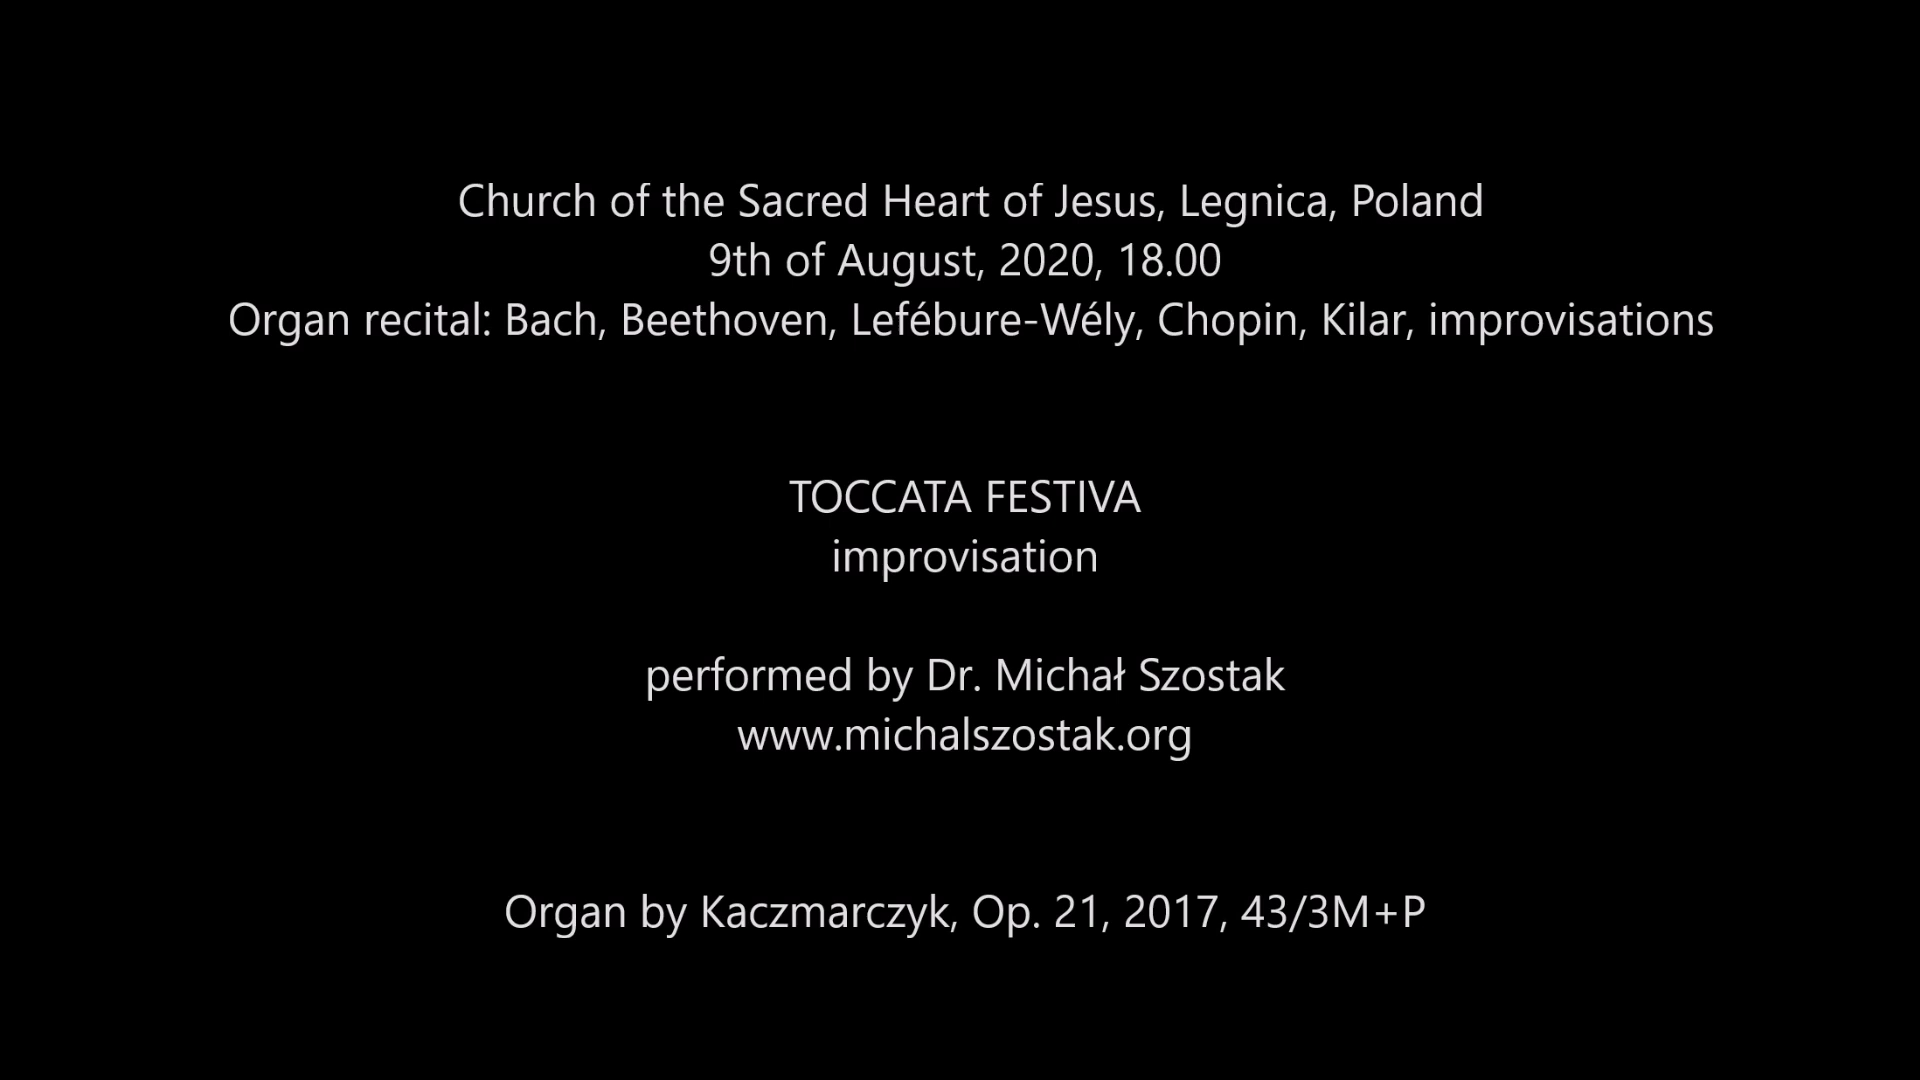 Church of the Sacred Heart of Jesus, Legnica, Poland
9th of August, 2020, 18.00
Organ recital: Bach, Beethoven, Lefébure-Wély, Chopin, Kilar, improvisations
TOCCATA FESTIVA
improvisation
performed by Dr. Michał Szostak
www.michalszostak.org
Organ by Kaczmarczyk, Op. 21, 2017, 43/3M+P